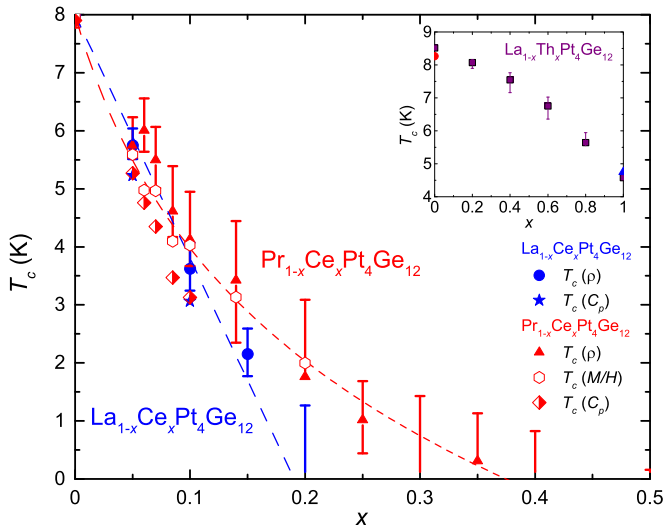 8
7
6
5
4
3
2
1
0
T_c (K)
0
0.1
0.2
0.3
0.4
0.5
x
La_{1-x}Ce_xPt_4Ge_{12}
Pr_{1-x}Ce_xPt_4Ge_{12}
La_{1-x}Th_xPt_4Ge_{12}
9
8
7
6
5
4
T_c (K)
0
0.2
0.4
0.6
0.8
1
x
La_{1-x}Ce_xPt_4Ge_{12}
T_c (ρ)
T_c (C_p)
Pr_{1-x}Ce_xPt_4Ge_{12}
T_c (ρ)
T_c (M/H)
T_c (C_p)